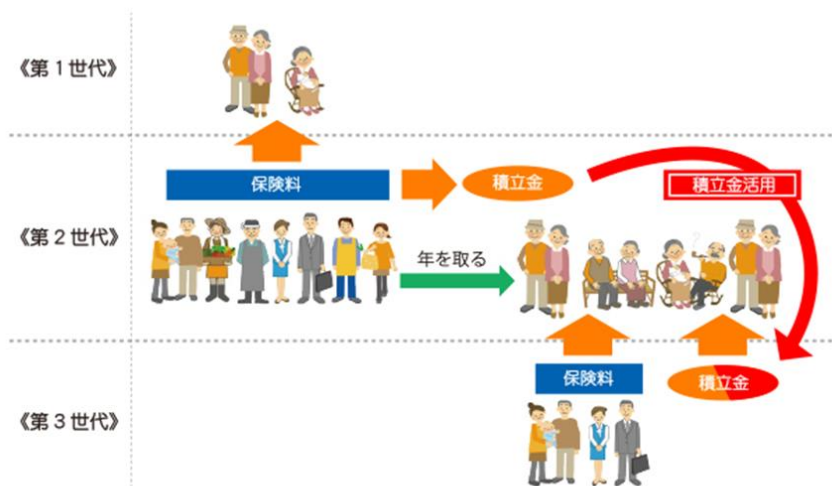 《第1世代》
保険料
積立金
積立金活用
《第2世代》
年を取る
保険料
積立金
《第3世代》